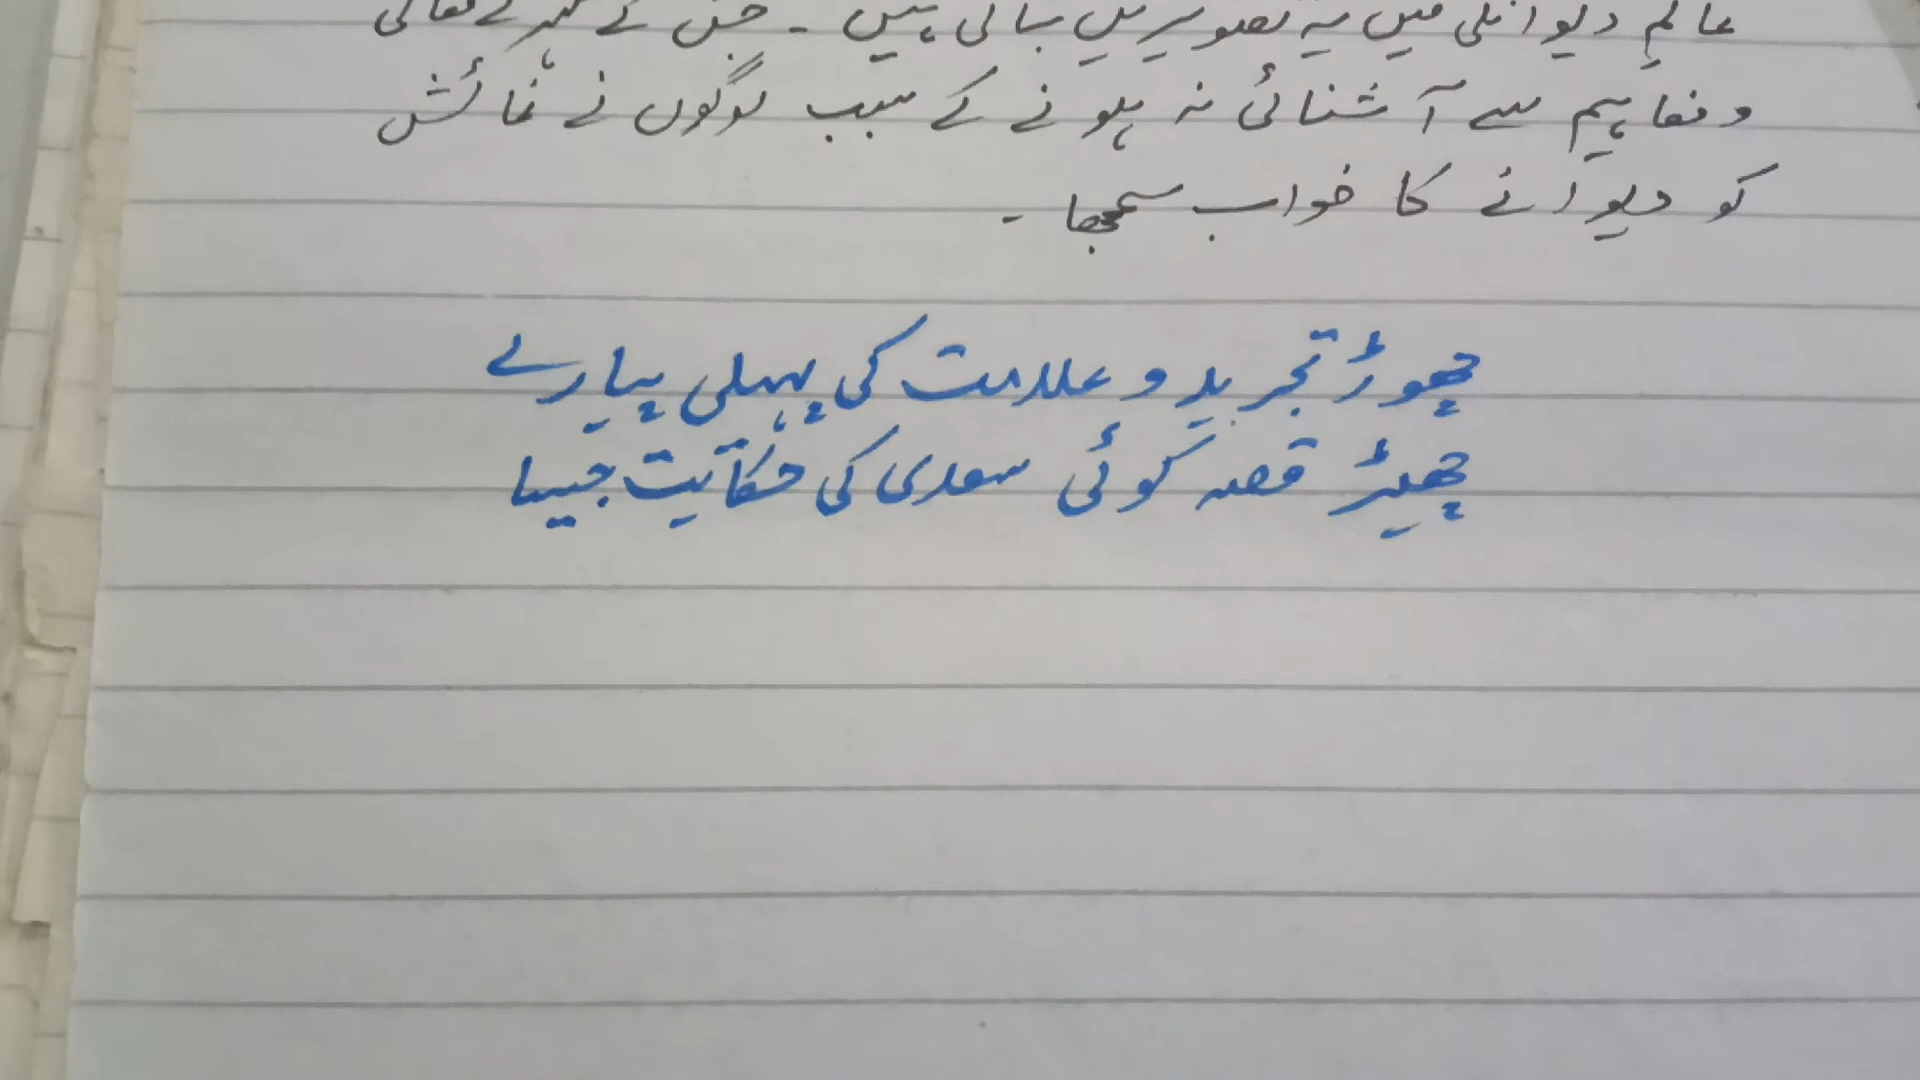 عالمِ دیوانگی میں یہ تصویریں بنائی ہیں ۔ جن کے گہرے معانی
و مفاہیم سے آشنائی نہ ہونے کے سبب لوگوں نے نمائش
کو دیوانے کا خواب سمجھا ۔
چھوڑ تجرید و علامت کی پہیلی پیارے
چھیڑ قصہ کوئی سعدی کی حکایت جیسا